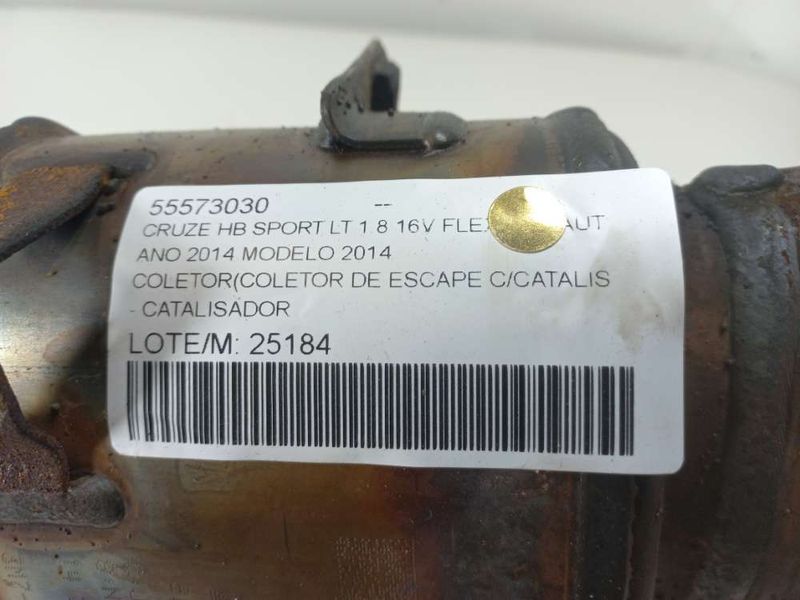 55573030 --
CRUZE HB SPORT LT 1.8 16V FLEX AUT
ANO 2014 MODELO 2014
COLETOR(COLETOR DE ESCAPE C/CATALIS
- CATALISADOR
LOTE/M: 25184